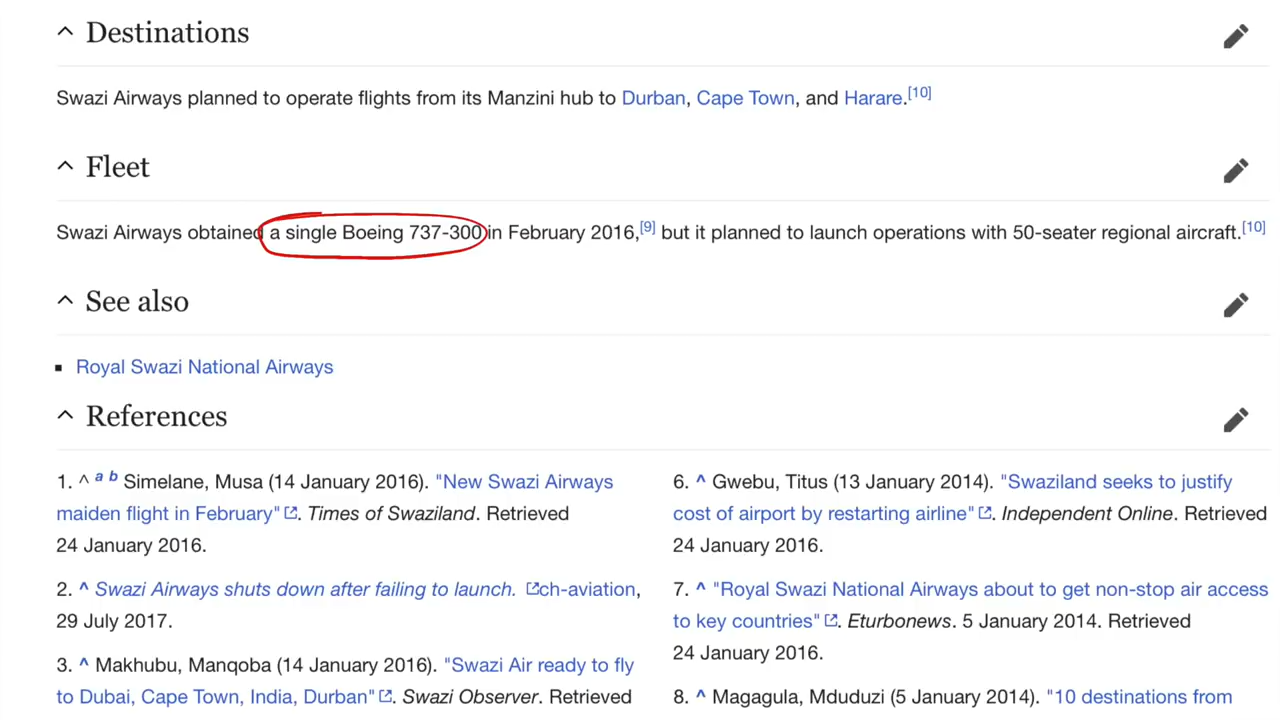 Destinations
Swazi Airways planned to operate flights from its Manzini hub to Durban, Cape Town, and Harare.[10]
Fleet
Swazi Airways obtained a single Boeing 737-300 in February 2016,[9] but it planned to launch operations with 50-seater regional aircraft.[10]
See also
▪ Royal Swazi National Airways
References
1. ^ a b Simelane, Musa (14 January 2016). "New Swazi Airways
maiden flight in February". Times of Swaziland. Retrieved
24 January 2016.
2. ^ Swazi Airways shuts down after failing to launch. ch-aviation,
29 July 2017.
3. ^ Makhubu, Manqoba (14 January 2016). "Swazi Air ready to fly
to Dubai, Cape Town, India, Durban". Swazi Observer. Retrieved
6. ^ Gwebu, Titus (13 January 2014). "Swaziland seeks to justify
cost of airport by restarting airline". Independent Online. Retrieved
24 January 2016.
7. ^ "Royal Swazi National Airways about to get non-stop air access
to key countries". Eturbonews. 5 January 2014. Retrieved
24 January 2016.
8. ^ Magagula, Mduduzi (5 January 2014). "10 destinations from